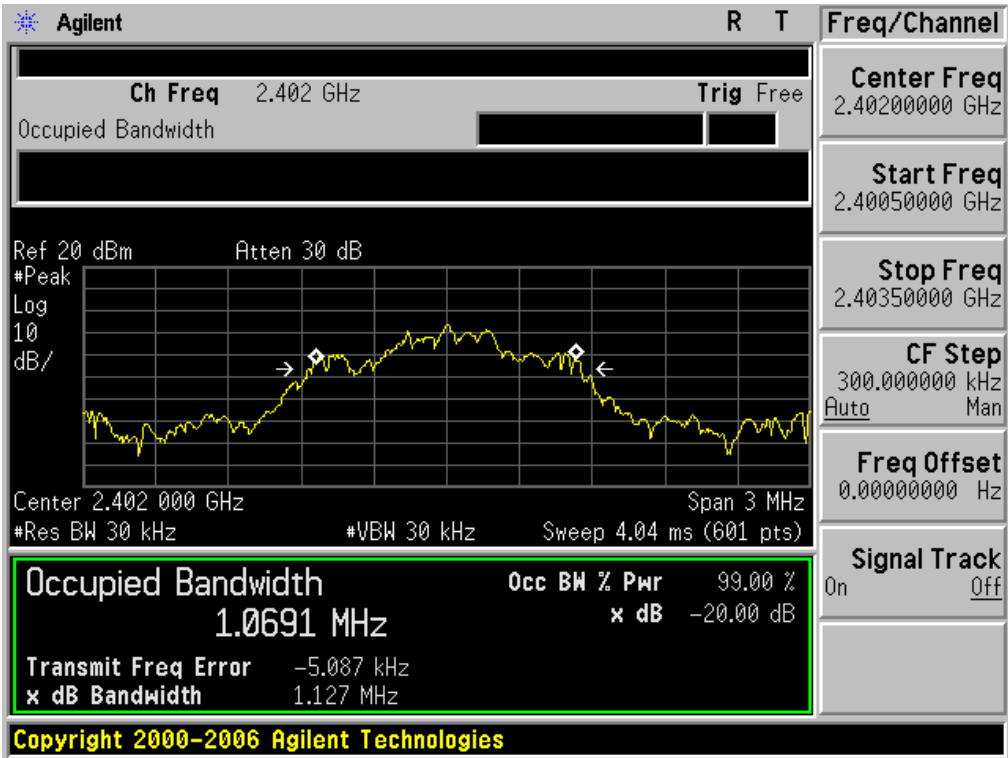 Agilent R T Freq/Channel
Ch Freq 2.402 GHz Trig Free
Occupied Bandwidth
Center Freq
2.40200000 GHz
Start Freq
2.40050000 GHz
Stop Freq
2.40350000 GHz
CF Step
300.000000 kHz
Auto Man
Freq Offset
0.00000000 Hz
Signal Track
On Off
Ref 20 dBm Atten 30 dB
#Peak
Log
10
dB/
Center 2.402 000 GHz Span 3 MHz
#Res BW 30 kHz #VBW 30 kHz Sweep 4.04 ms (601 pts)
Occupied Bandwidth Occ BW % Pwr 99.00 %
1.0691 MHz x dB -20.00 dB
Transmit Freq Error -5.087 kHz
x dB Bandwidth 1.127 MHz
Copyright 2000-2006 Agilent Technologies